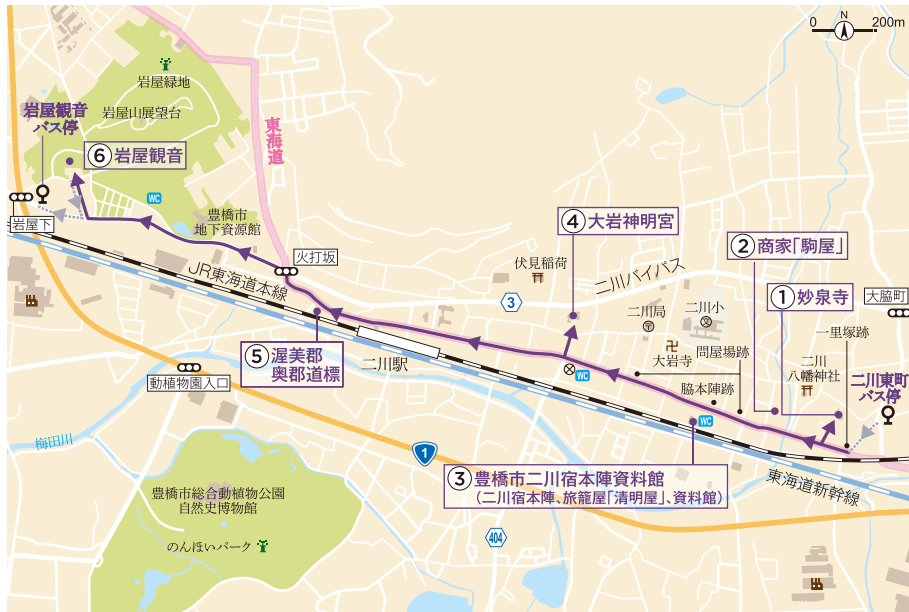 N
0 200m
岩屋緑地
岩屋山展望台
岩屋観音
バス停
東海道
⑥岩屋観音
WC
岩屋下
豊橋市
地下資源館
火打坂
JR東海道本線
④大岩神明宮
伏見稲荷
二川バイパス
②商家「駒屋」
①妙泉寺
大脇町
3
二川局
二川小
一里塚跡
大岩寺
問屋場跡
二川
八幡神社
二川東町
バス停
脇本陣跡
⑤渥美郡
奥郡道標
二川駅
WC
WC
動植物園入口
梅田川
1
③豊橋市二川宿本陣資料館
(二川宿本陣、旅籠屋「清明屋」、資料館)
東海道新幹線
豊橋市総合動植物公園
自然史博物館
のんほいパーク
404